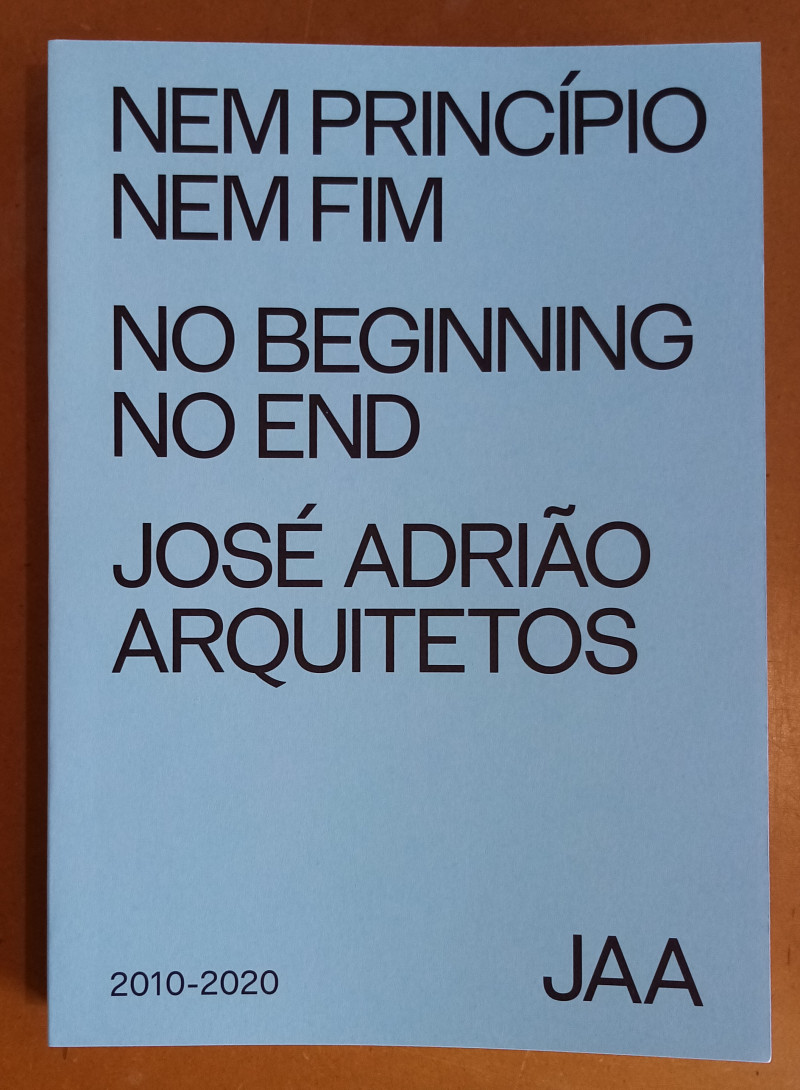 NEM PRINCÍPIO
NEM FIM
NO BEGINNING
NO END
JOSÉ ADRIÃO
ARQUITETOS
2010-2020
JAA